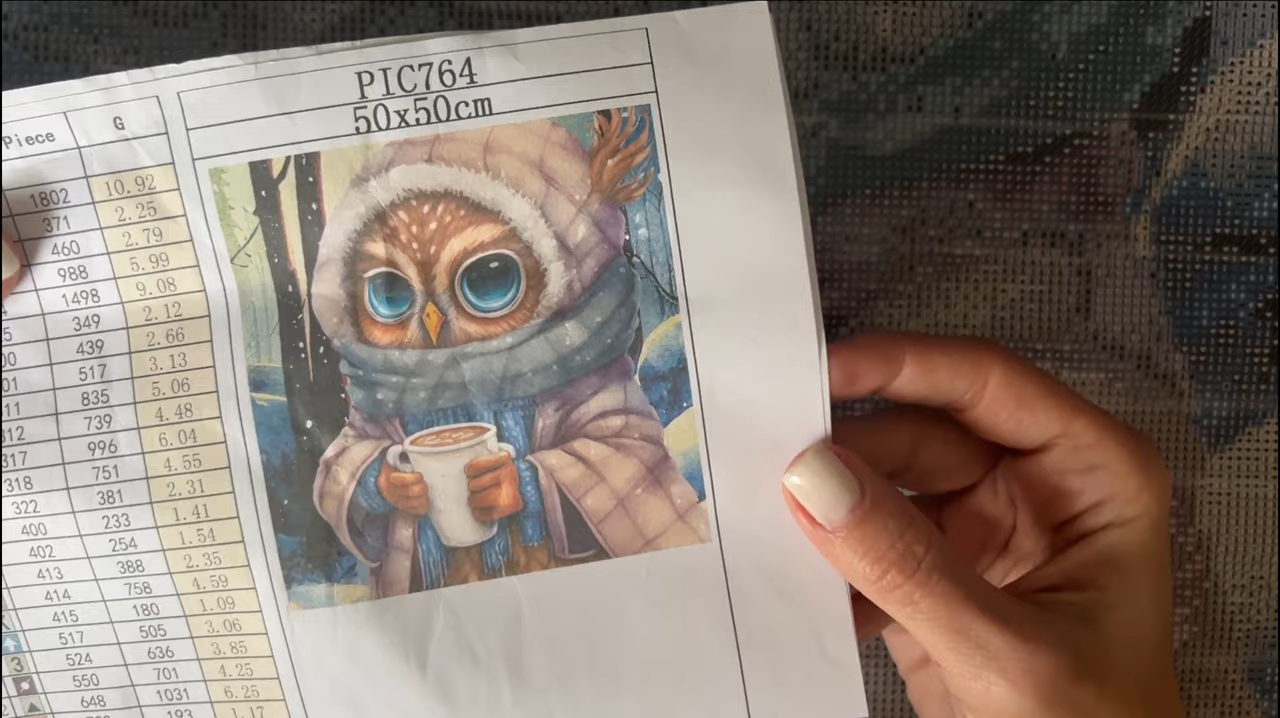 PIC764
50x50cm
Piece G
1802 10.92
371 2.25
460 2.79
988 5.99
1498 9.08
349 2.12
439 2.66
517 3.13
835 5.06
739 4.48
996 6.04
318 751 4.55
322 381 2.31
400 233 1.41
402 254 1.54
413 388 2.35
414 758 4.59
415 180 1.09
517 505 3.06
3 524 636 3.85
550 701 4.25
648 1031 6.25
193 1.17